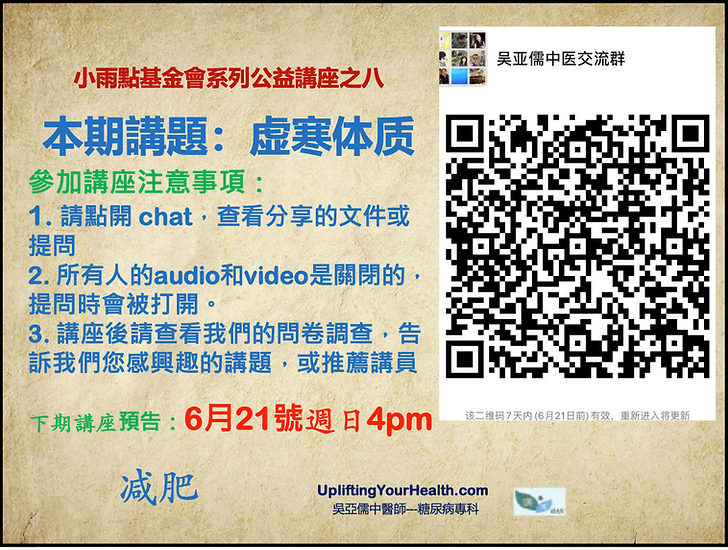 小雨點基金會系列公益講座之八
本期講題：虛寒体质
參加講座注意事項：
1. 請點開 chat，查看分享的文件或
提問
2. 所有人的audio和video是關閉的，
提問時會被打開。
3. 講座後請查看我們的問卷調查，告
訴我們您感興趣的講題，或推薦講員
下期講座預告：6月21號週日4pm
减肥
UpliftingYourHealth.com
吳亞儒中醫師---糖尿病專科
吴亚儒中医交流群
该二维码7天内(6月21日前)有效，重新进入将更新